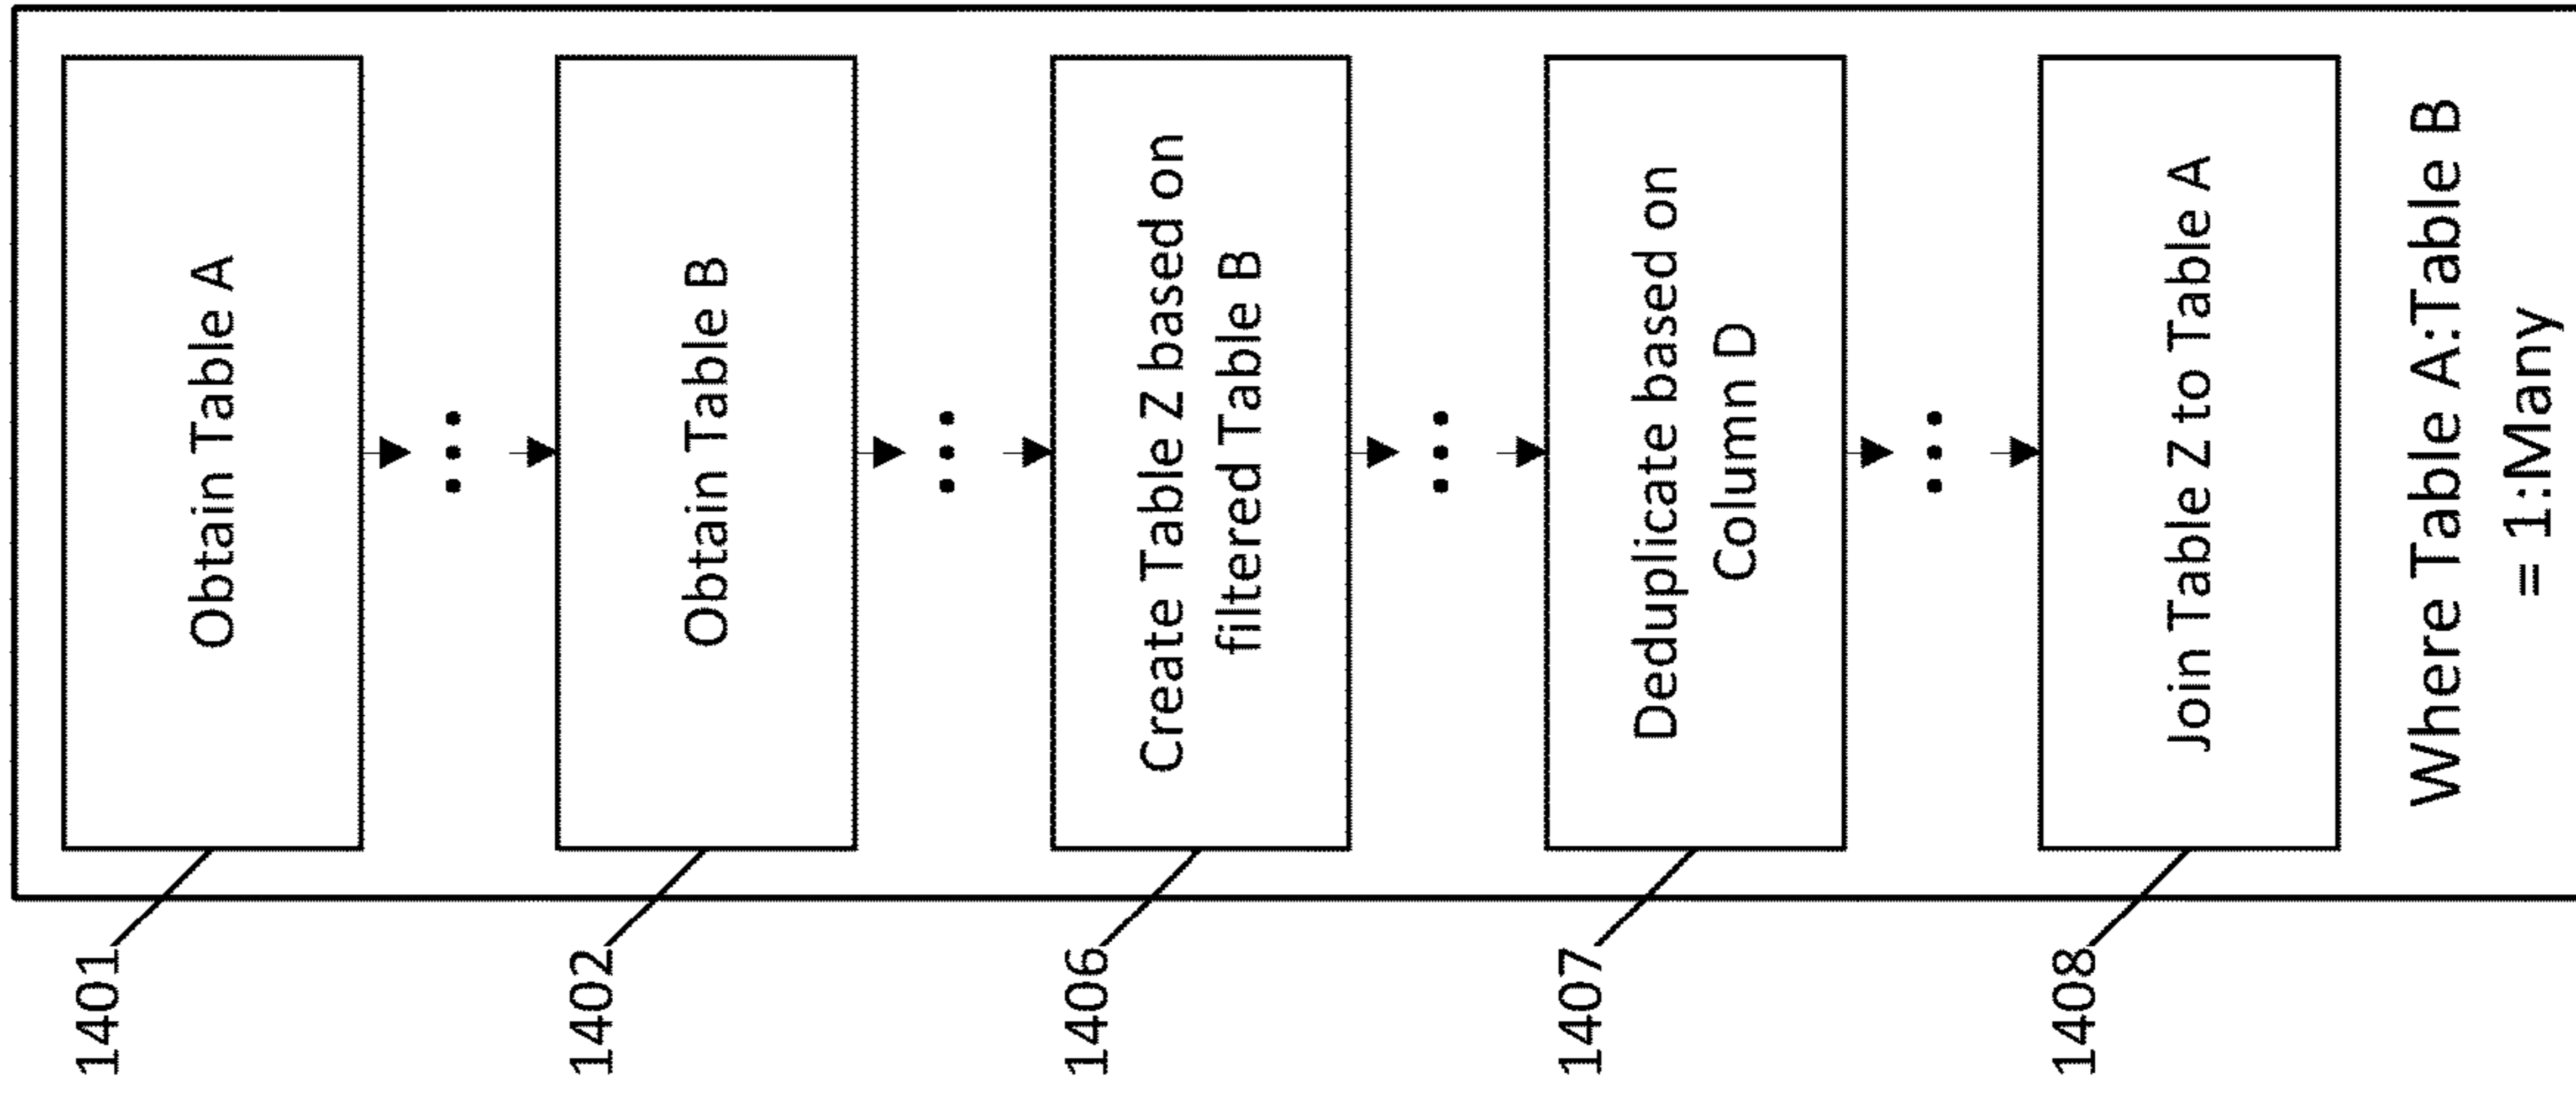 1401
Obtain Table A
1402
Obtain Table B
1406
Create Table Z based on
filtered Table B
1407
Deduplicate based on
Column D
1408
Join Table Z to Table A
Where Table A:Table B
= 1:Many